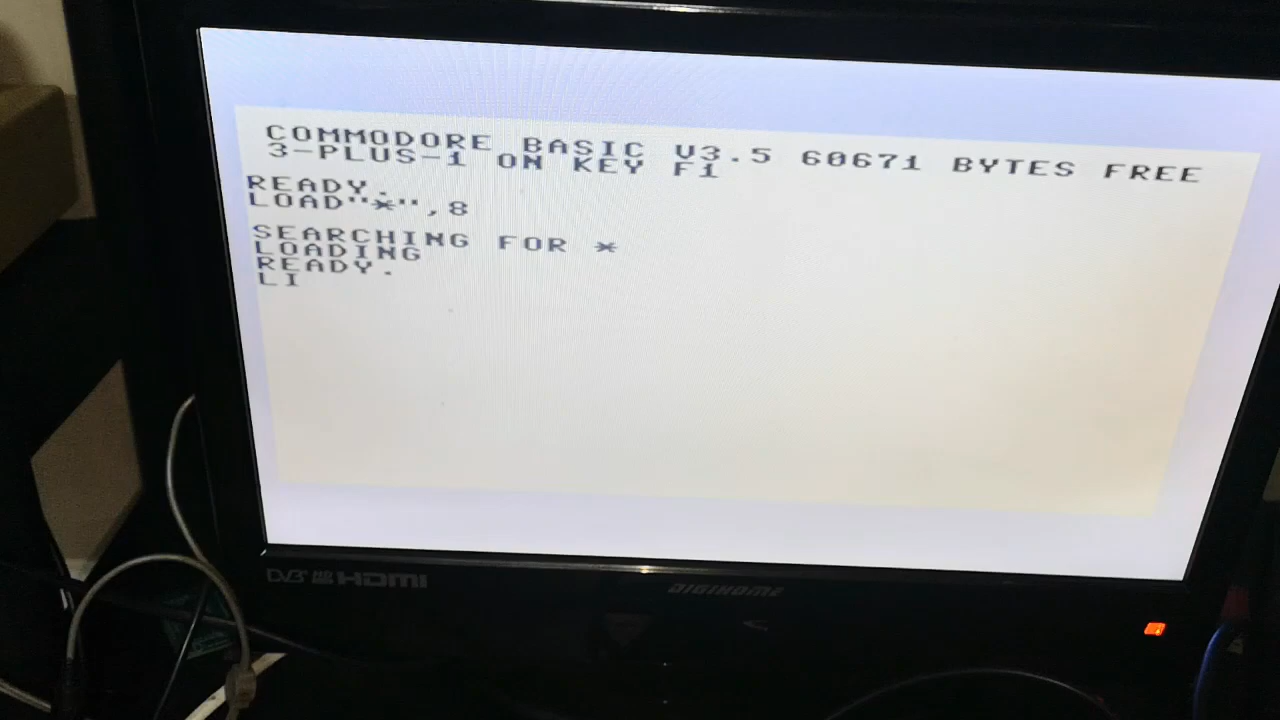 COMMODORE BASIC V3.5 60671 BYTES FREE
3-PLUS-1 ON KEY F1
READY.
LOAD"*",8
SEARCHING FOR *
LOADING
READY.
LI
DVB HD HDMI
DIGIHOME